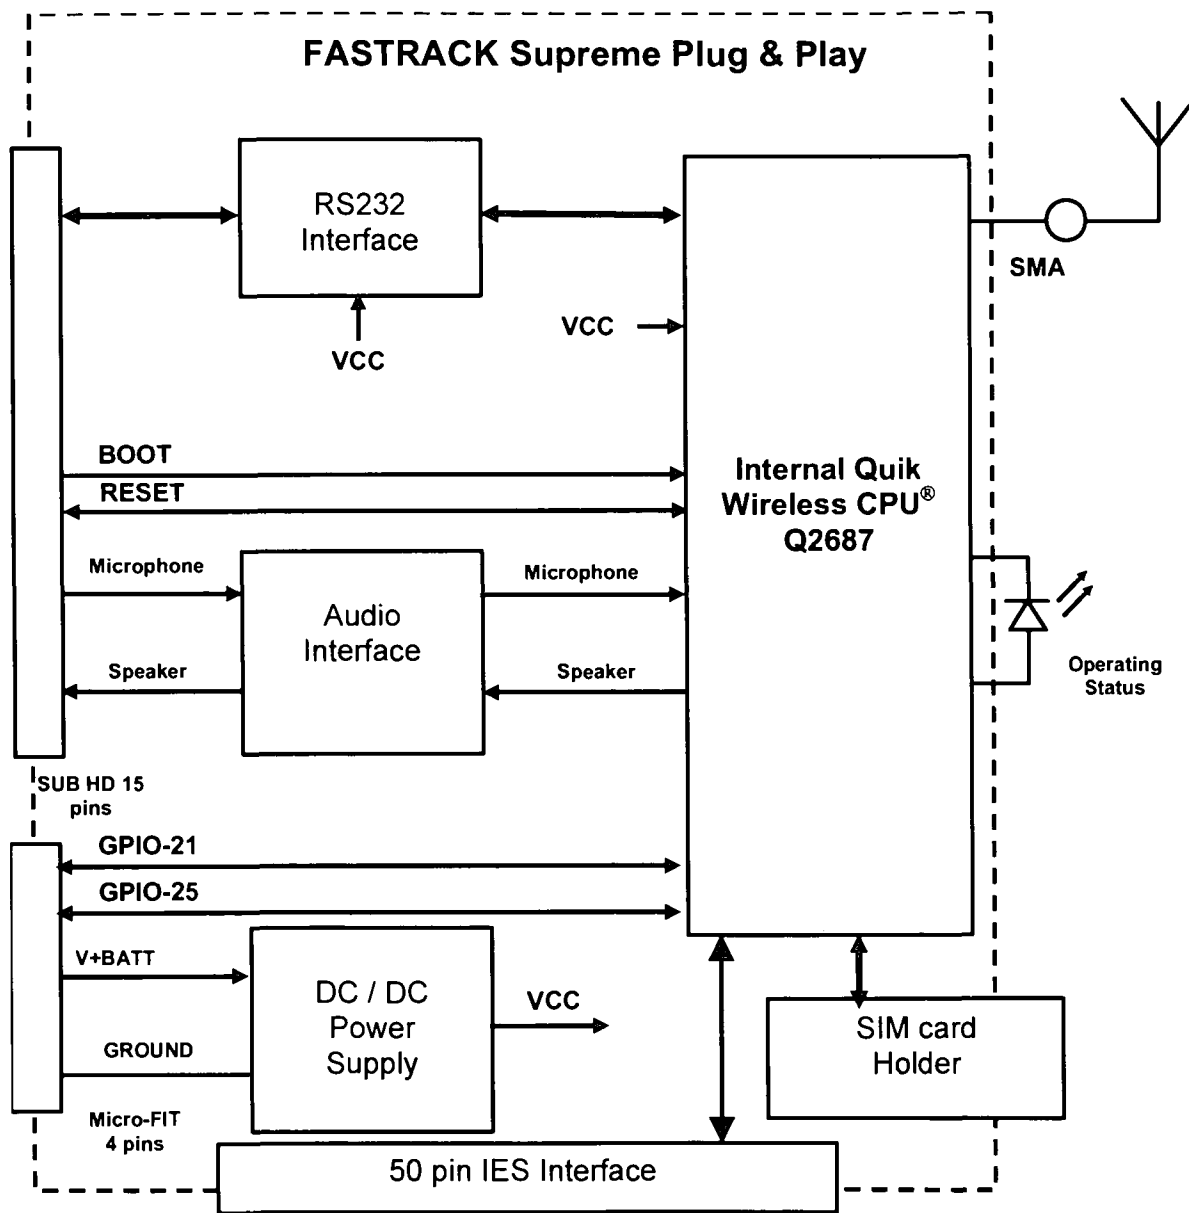 FASTRACK Supreme Plug & Play
RS232
Interface
SMA
VCC
VCC
BOOT
RESET
Internal Quik
Wireless CPU®
Q2687
Microphone
Microphone
Audio
Interface
Speaker
Speaker
Operating
Status
SUB HD 15
pins
GPIO-21
GPIO-25
V+BATT
DC / DC
Power
Supply
VCC
GROUND
SIM card
Holder
Micro-FIT
4 pins
50 pin IES Interface